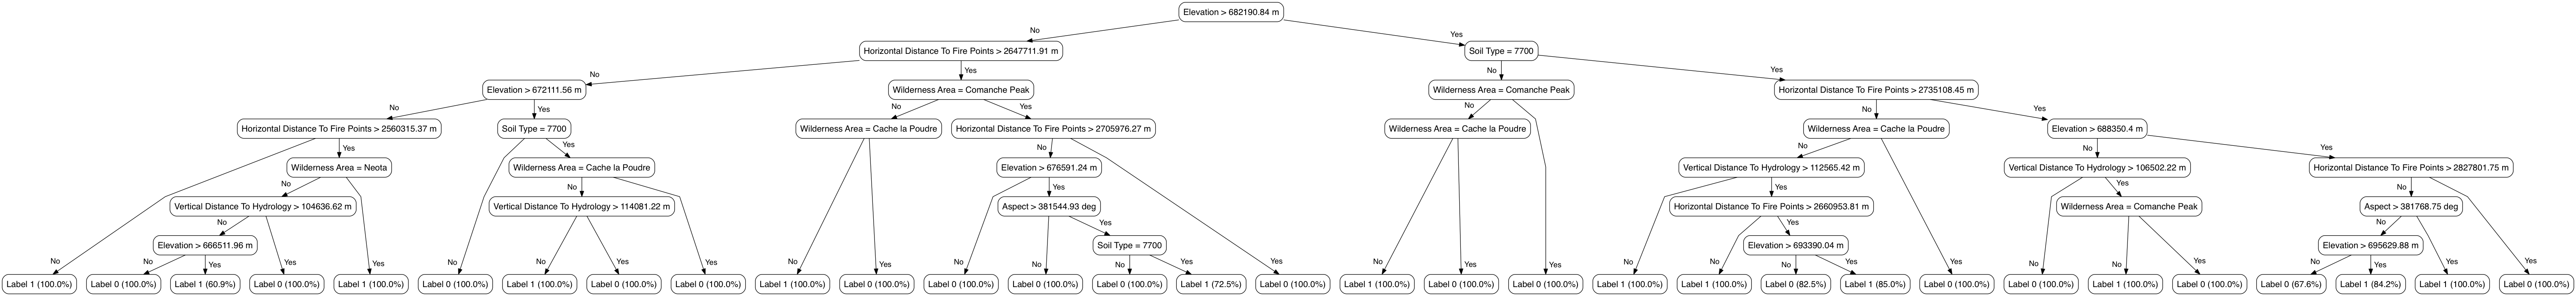 Elevation > 682190.84 m
No
Yes
Horizontal Distance To Fire Points > 2647711.91 m
Soil Type = 7700
No
Yes
No
Yes
Elevation > 672111.56 m
Wilderness Area = Comanche Peak
Wilderness Area = Comanche Peak
Horizontal Distance To Fire Points > 2735108.45 m
No
Yes
No
Yes
No
Yes
No
Yes
Horizontal Distance To Fire Points > 2560315.37 m
Soil Type = 7700
Wilderness Area = Cache la Poudre
Horizontal Distance To Fire Points > 2705976.27 m
Wilderness Area = Cache la Poudre
Wilderness Area = Cache la Poudre
Elevation > 688350.4 m
Yes
Yes
No
No
No
Yes
Wilderness Area = Neota
Wilderness Area = Cache la Poudre
Elevation > 676591.24 m
Vertical Distance To Hydrology > 112565.42 m
Vertical Distance To Hydrology > 106502.22 m
Horizontal Distance To Fire Points > 2827801.75 m
No
No
Yes
Yes
Yes
No
Vertical Distance To Hydrology > 104636.62 m
Vertical Distance To Hydrology > 114081.22 m
Aspect > 381544.93 deg
Horizontal Distance To Fire Points > 2660953.81 m
Wilderness Area = Comanche Peak
Aspect > 381768.75 deg
No
Yes
Yes
No
Elevation > 666511.96 m
Soil Type = 7700
Elevation > 693390.04 m
Elevation > 695629.88 m
No
No
Yes
Yes
Yes
No
No
Yes
Yes
No
Yes
No
No
No
Yes
Yes
No
Yes
Yes
No
No
No
Yes
Yes
No
No
Yes
No
Yes
Yes
Yes
Label 1 (100.0%)
Label 0 (100.0%)
Label 1 (60.9%)
Label 0 (100.0%)
Label 1 (100.0%)
Label 0 (100.0%)
Label 1 (100.0%)
Label 0 (100.0%)
Label 0 (100.0%)
Label 1 (100.0%)
Label 0 (100.0%)
Label 0 (100.0%)
Label 0 (100.0%)
Label 0 (100.0%)
Label 1 (72.5%)
Label 0 (100.0%)
Label 1 (100.0%)
Label 0 (100.0%)
Label 0 (100.0%)
Label 1 (100.0%)
Label 1 (100.0%)
Label 0 (82.5%)
Label 1 (85.0%)
Label 0 (100.0%)
Label 0 (100.0%)
Label 1 (100.0%)
Label 0 (100.0%)
Label 0 (67.6%)
Label 1 (84.2%)
Label 1 (100.0%)
Label 0 (100.0%)